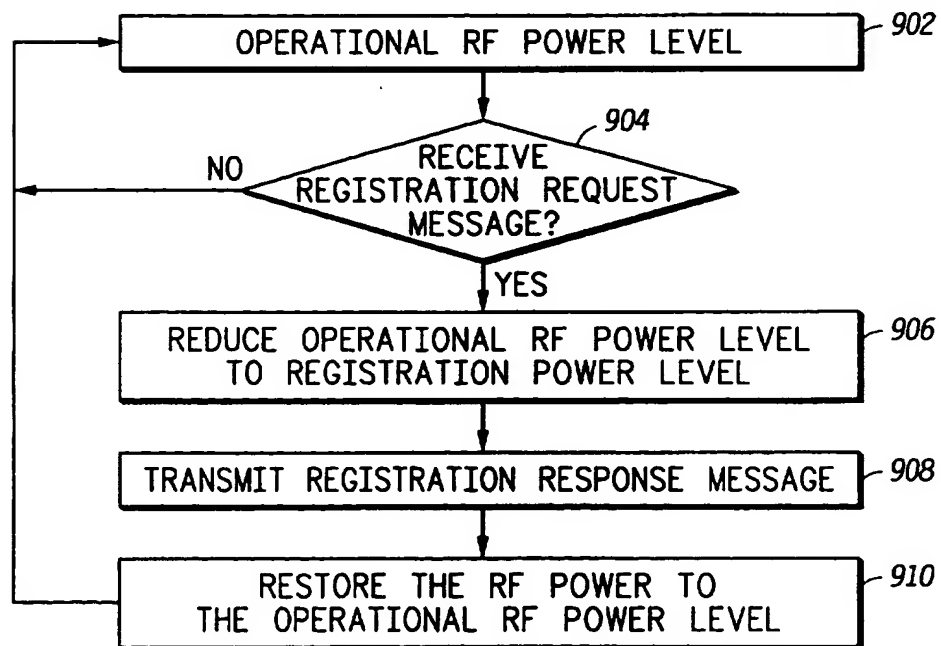 OPERATIONAL RF POWER LEVEL
902
904
RECEIVE
REGISTRATION REQUEST
MESSAGE?
NO
YES
REDUCE OPERATIONAL RF POWER LEVEL
TO REGISTRATION POWER LEVEL
906
TRANSMIT REGISTRATION RESPONSE MESSAGE
908
RESTORE THE RF POWER TO
THE OPERATIONAL RF POWER LEVEL
910